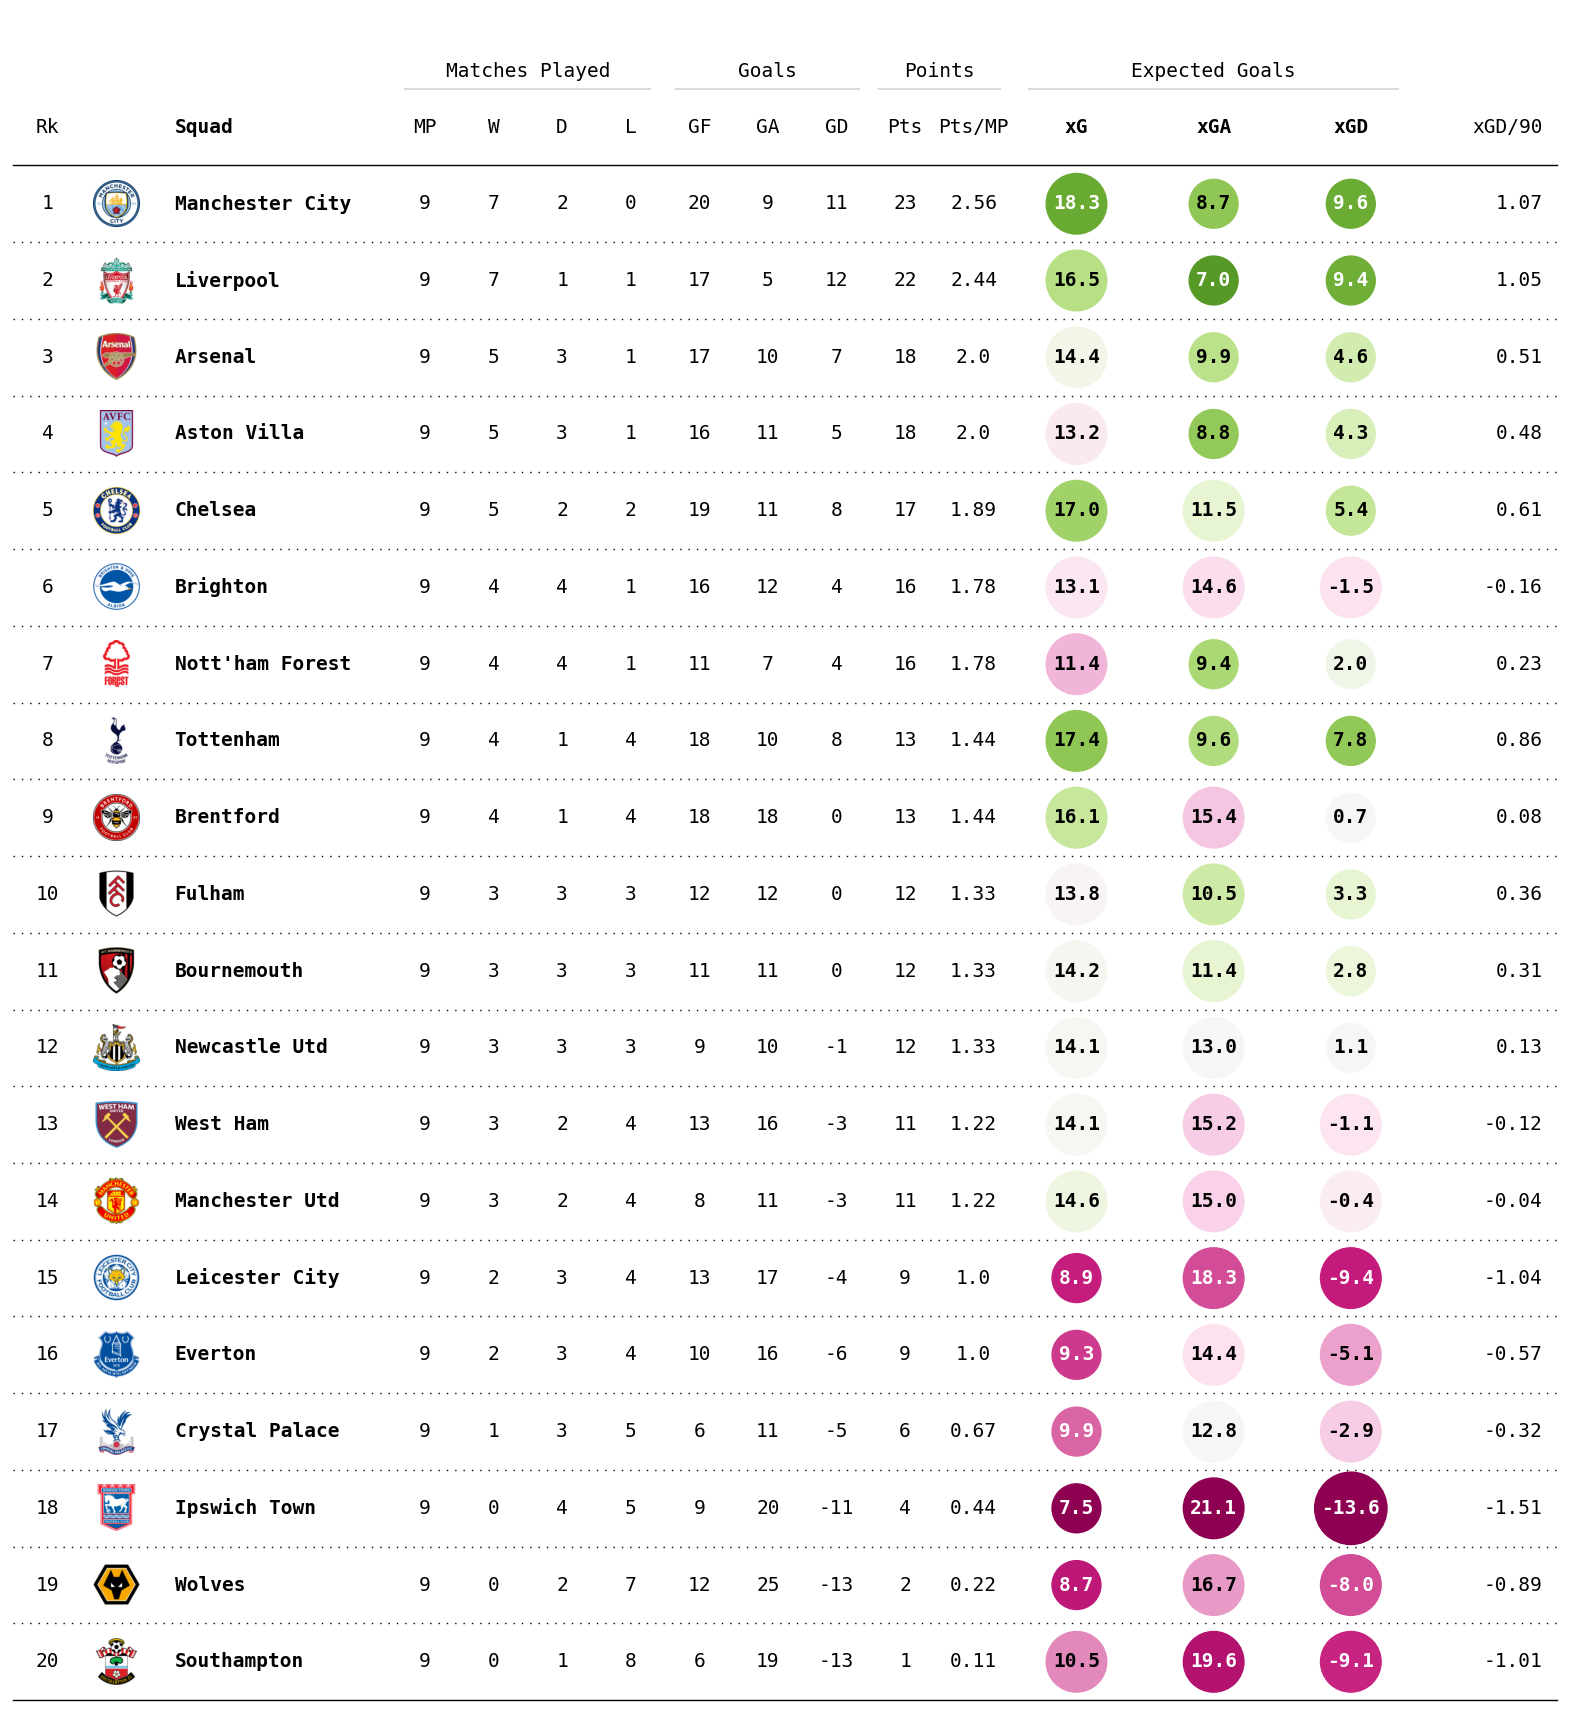 Matches Played Goals Points Expected Goals
Rk Squad MP W D L GF GA GD Pts Pts/MP xG xGA xGD xGD/90
1 Manchester City 9 7 2 0 20 9 11 23 2.56 18.3 8.7 9.6 1.07
2 Liverpool 9 7 1 1 17 5 12 22 2.44 16.5 7.0 9.4 1.05
3 Arsenal 9 5 3 1 17 10 7 18 2.0 14.4 9.9 4.6 0.51
4 Aston Villa 9 5 3 1 16 11 5 18 2.0 13.2 8.8 4.3 0.48
5 Chelsea 9 5 2 2 19 11 8 17 1.89 17.0 11.5 5.4 0.61
6 Brighton 9 4 4 1 16 12 4 16 1.78 13.1 14.6 -1.5 -0.16
7 Nott'ham Forest 9 4 4 1 11 7 4 16 1.78 11.4 9.4 2.0 0.23
8 Tottenham 9 4 1 4 18 10 8 13 1.44 17.4 9.6 7.8 0.86
9 Brentford 9 4 1 4 18 18 0 13 1.44 16.1 15.4 0.7 0.08
10 Fulham 9 3 3 3 12 12 0 12 1.33 13.8 10.5 3.3 0.36
11 Bournemouth 9 3 3 3 11 11 0 12 1.33 14.2 11.4 2.8 0.31
12 Newcastle Utd 9 3 3 3 9 10 -1 12 1.33 14.1 13.0 1.1 0.13
13 West Ham 9 3 2 4 13 16 -3 11 1.22 14.1 15.2 -1.1 -0.12
14 Manchester Utd 9 3 2 4 8 11 -3 11 1.22 14.6 15.0 -0.4 -0.04
15 Leicester City 9 2 3 4 13 17 -4 9 1.0 8.9 18.3 -9.4 -1.04
16 Everton 9 2 3 4 10 16 -6 9 1.0 9.3 14.4 -5.1 -0.57
17 Crystal Palace 9 1 3 5 6 11 -5 6 0.67 9.9 12.8 -2.9 -0.32
18 Ipswich Town 9 0 4 5 9 20 -11 4 0.44 7.5 21.1 -13.6 -1.51
19 Wolves 9 0 2 7 12 25 -13 2 0.22 8.7 16.7 -8.0 -0.89
20 Southampton 9 0 1 8 6 19 -13 1 0.11 10.5 19.6 -9.1 -1.01